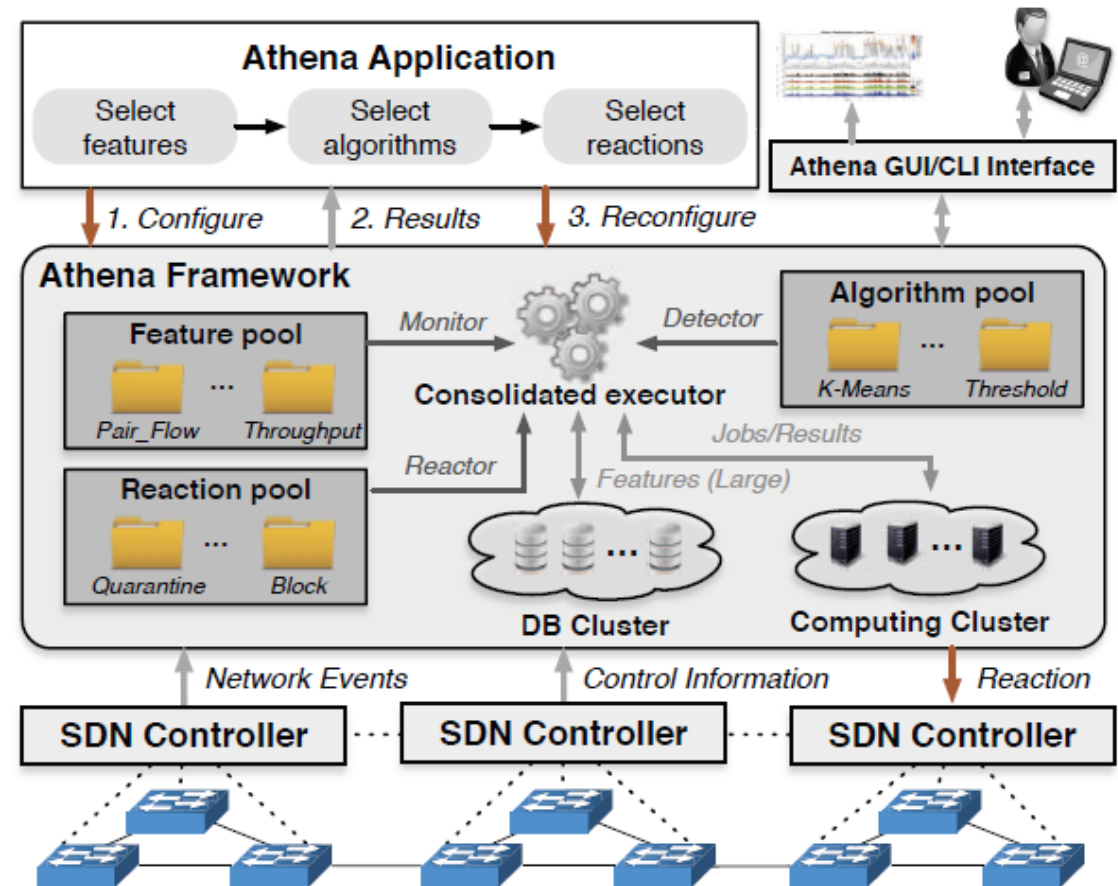 Athena Application
Select
features
Select
algorithms
Select
reactions
Athena GUI/CLI Interface
1. Configure
2. Results
3. Reconfigure
Athena Framework
Feature pool
...
Pair_Flow
Throughput
Monitor
Detector
Algorithm pool
...
K-Means
Threshold
Consolidated executor
Reaction pool
...
Quarantine
Block
Reactor
Jobs/Results
Features (Large)
...
DB Cluster
...
Computing Cluster
Network Events
Control Information
Reaction
SDN Controller
SDN Controller
SDN Controller